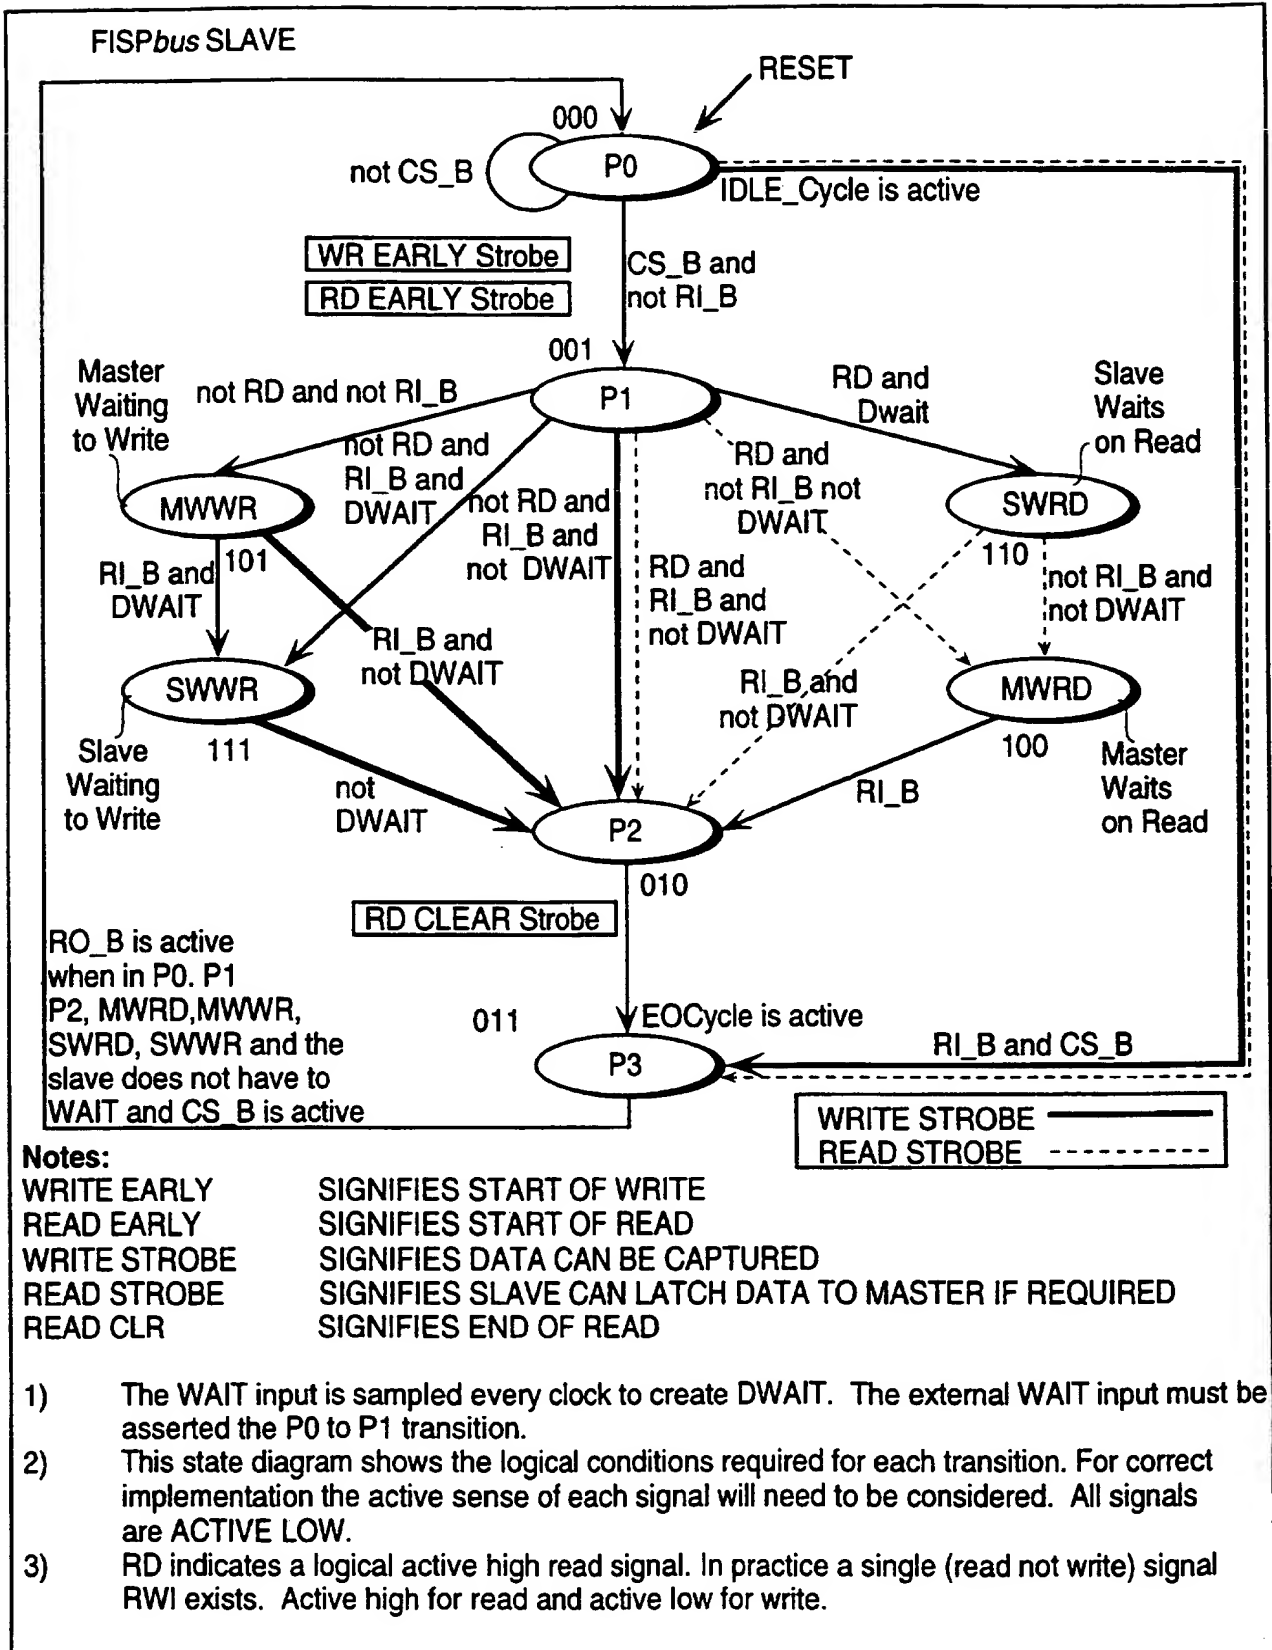 FISPbus SLAVE
RESET
000
P0
not CS_B
IDLE_Cycle is active
WR EARLY Strobe
RD EARLY Strobe
CS_B and
not RI_B
001
P1
Master
Waiting
to Write
not RD and not RI_B
RD and
Dwait
Slave
Waits
on Read
not RD and
RI_B and
DWAIT
not RD and
RI_B and
not DWAIT
RD and
not RI_B not
DWAIT
MWWR
101
SWRD
110
RI_B and
DWAIT
RD and
RI_B and
not DWAIT
not RI_B and
not DWAIT
RI_B and
not DWAIT
RI_B and
not DWAIT
SWWR
111
MWRD
100
Slave
Waiting
to Write
not
DWAIT
RI_B
Master
Waits
on Read
P2
010
RD CLEAR Strobe
RO_B is active
when in P0. P1
P2, MWRD,MWWR,
SWRD, SWWR and the
slave does not have to
WAIT and CS_B is active
011
EOCycle is active
P3
RI_B and CS_B
WRITE STROBE
READ STROBE
Notes:
WRITE EARLY SIGNIFIES START OF WRITE
READ EARLY SIGNIFIES START OF READ
WRITE STROBE SIGNIFIES DATA CAN BE CAPTURED
READ STROBE SIGNIFIES SLAVE CAN LATCH DATA TO MASTER IF REQUIRED
READ CLR SIGNIFIES END OF READ
1) The WAIT input is sampled every clock to create DWAIT. The external WAIT input must be
asserted the P0 to P1 transition.
2) This state diagram shows the logical conditions required for each transition. For correct
implementation the active sense of each signal will need to be considered. All signals
are ACTIVE LOW.
3) RD indicates a logical active high read signal. In practice a single (read not write) signal
RWI exists. Active high for read and active low for write.